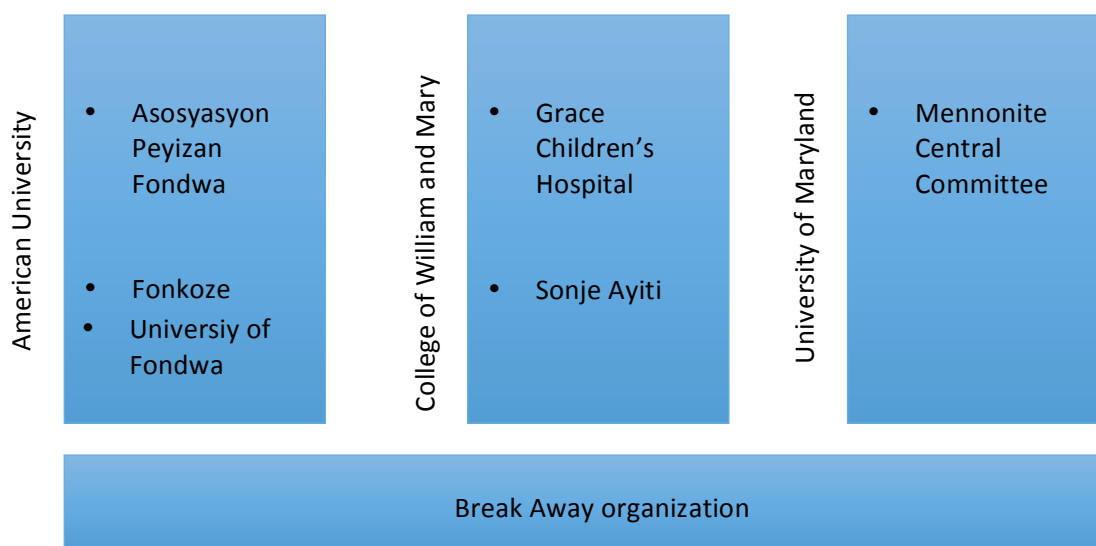 American University
• Asosyasyon
Peyizan
Fondwa
• Fonkoze
• Universiy of
Fondwa
College of William and Mary
• Grace
Children’s
Hospital
• Sonje Ayiti
University of Maryland
• Mennonite
Central
Committee
Break Away organization